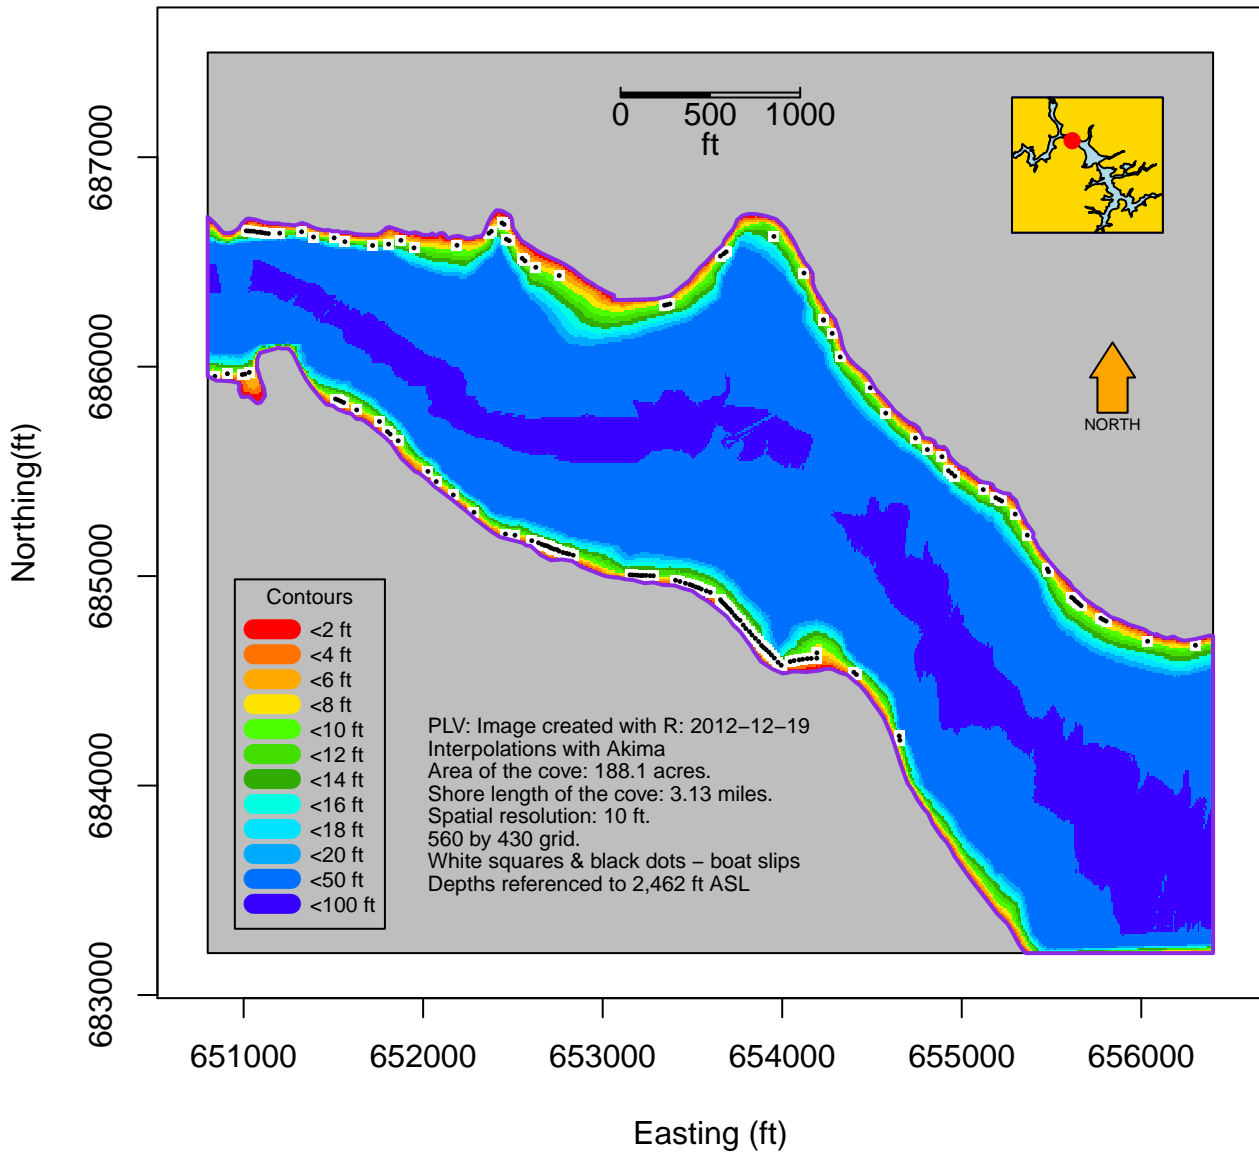 0 500 1000
ft
NORTH
Northing(ft)
687000
686000
685000
684000
683000
Contours
<2 ft
<4 ft
<6 ft
<8 ft
<10 ft
<12 ft
<14 ft
<16 ft
<18 ft
<20 ft
<50 ft
<100 ft
PLV: Image created with R: 2012−12−19
Interpolations with Akima
Area of the cove: 188.1 acres.
Shore length of the cove: 3.13 miles.
Spatial resolution: 10 ft.
560 by 430 grid.
White squares & black dots − boat slips
Depths referenced to 2,462 ft ASL
651000 652000 653000 654000 655000 656000
Easting (ft)